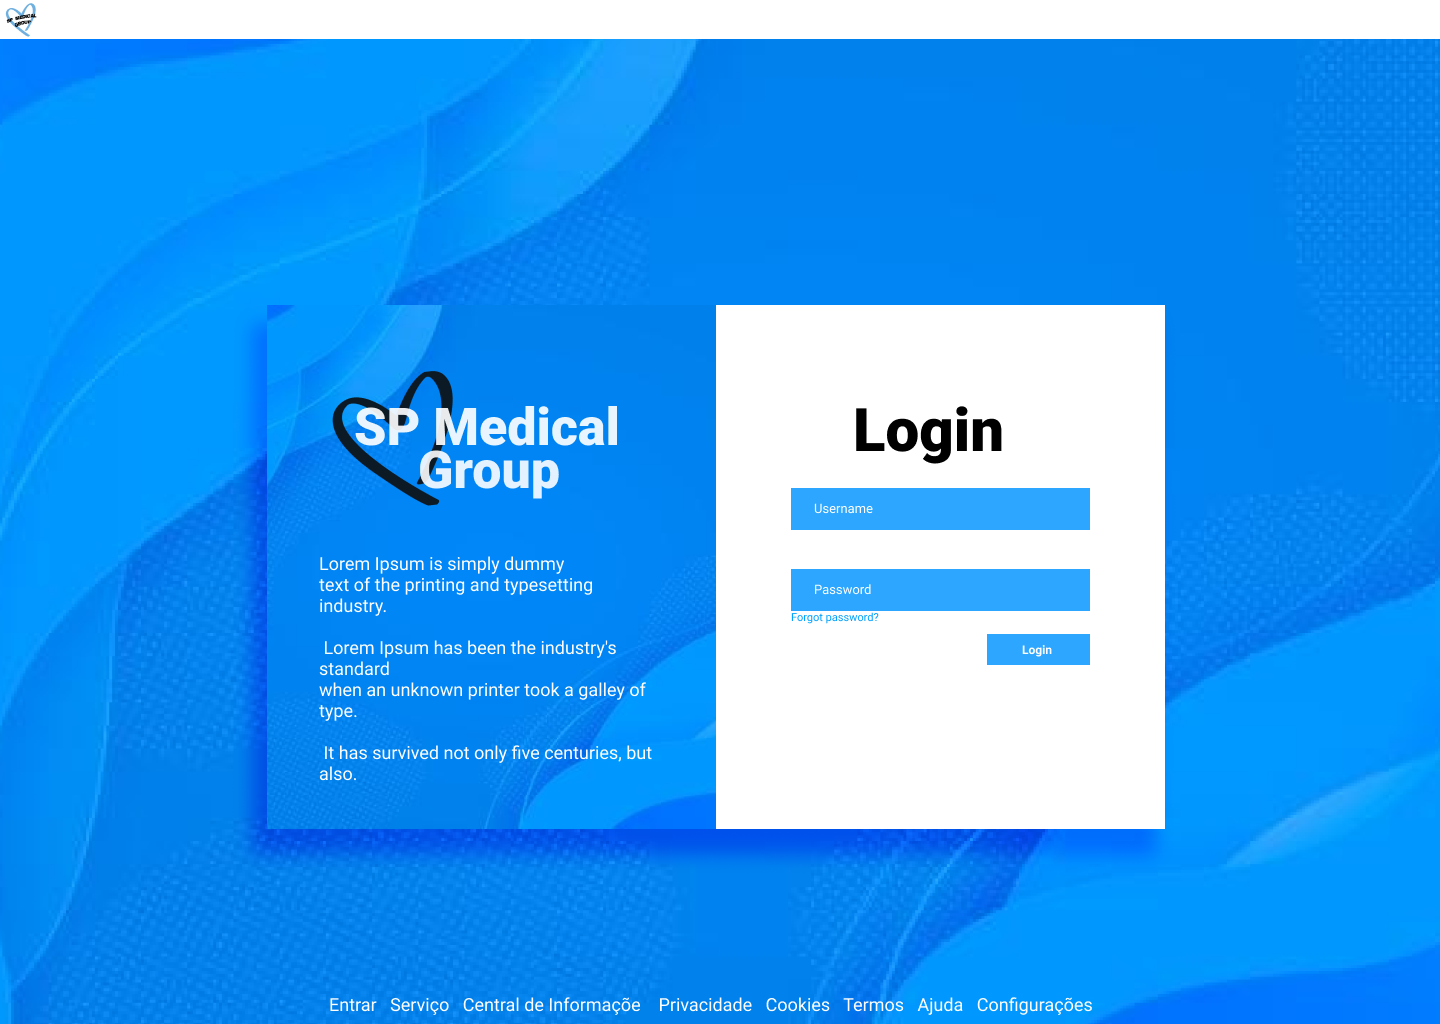 SP MEDICAL
GROUP
SP Medical
Group
Lorem Ipsum is simply dummy
text of the printing and typesetting
industry.
Lorem Ipsum has been the industry's
standard
when an unknown printer took a galley of
type.
It has survived not only five centuries, but
also.
Login
Username
Password
Forgot password?
Login
Entrar Serviço Central de Informaçõe Privacidade Cookies Termos Ajuda Configurações